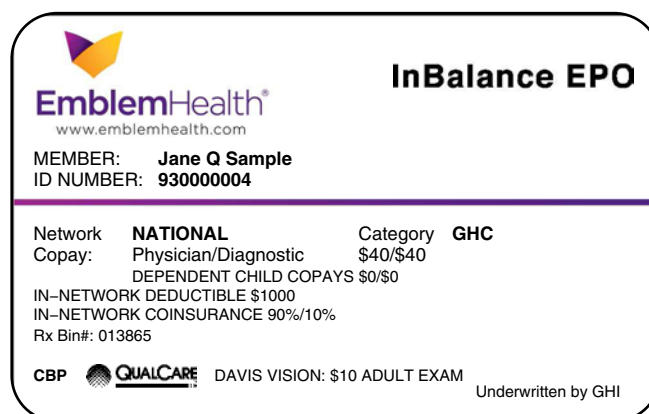 InBalance EPO
EmblemHealth®
www.emblemhealth.com
MEMBER: Jane Q Sample
ID NUMBER: 930000004
Network NATIONAL Category GHC
Copay: Physician/Diagnostic $40/$40
DEPENDENT CHILD COPAYS $0/$0
IN-NETWORK DEDUCTIBLE $1000
IN-NETWORK COINSURANCE 90%/10%
Rx Bin#: 013865
CBP QUALCARE DAVIS VISION: $10 ADULT EXAM
Underwritten by GHI